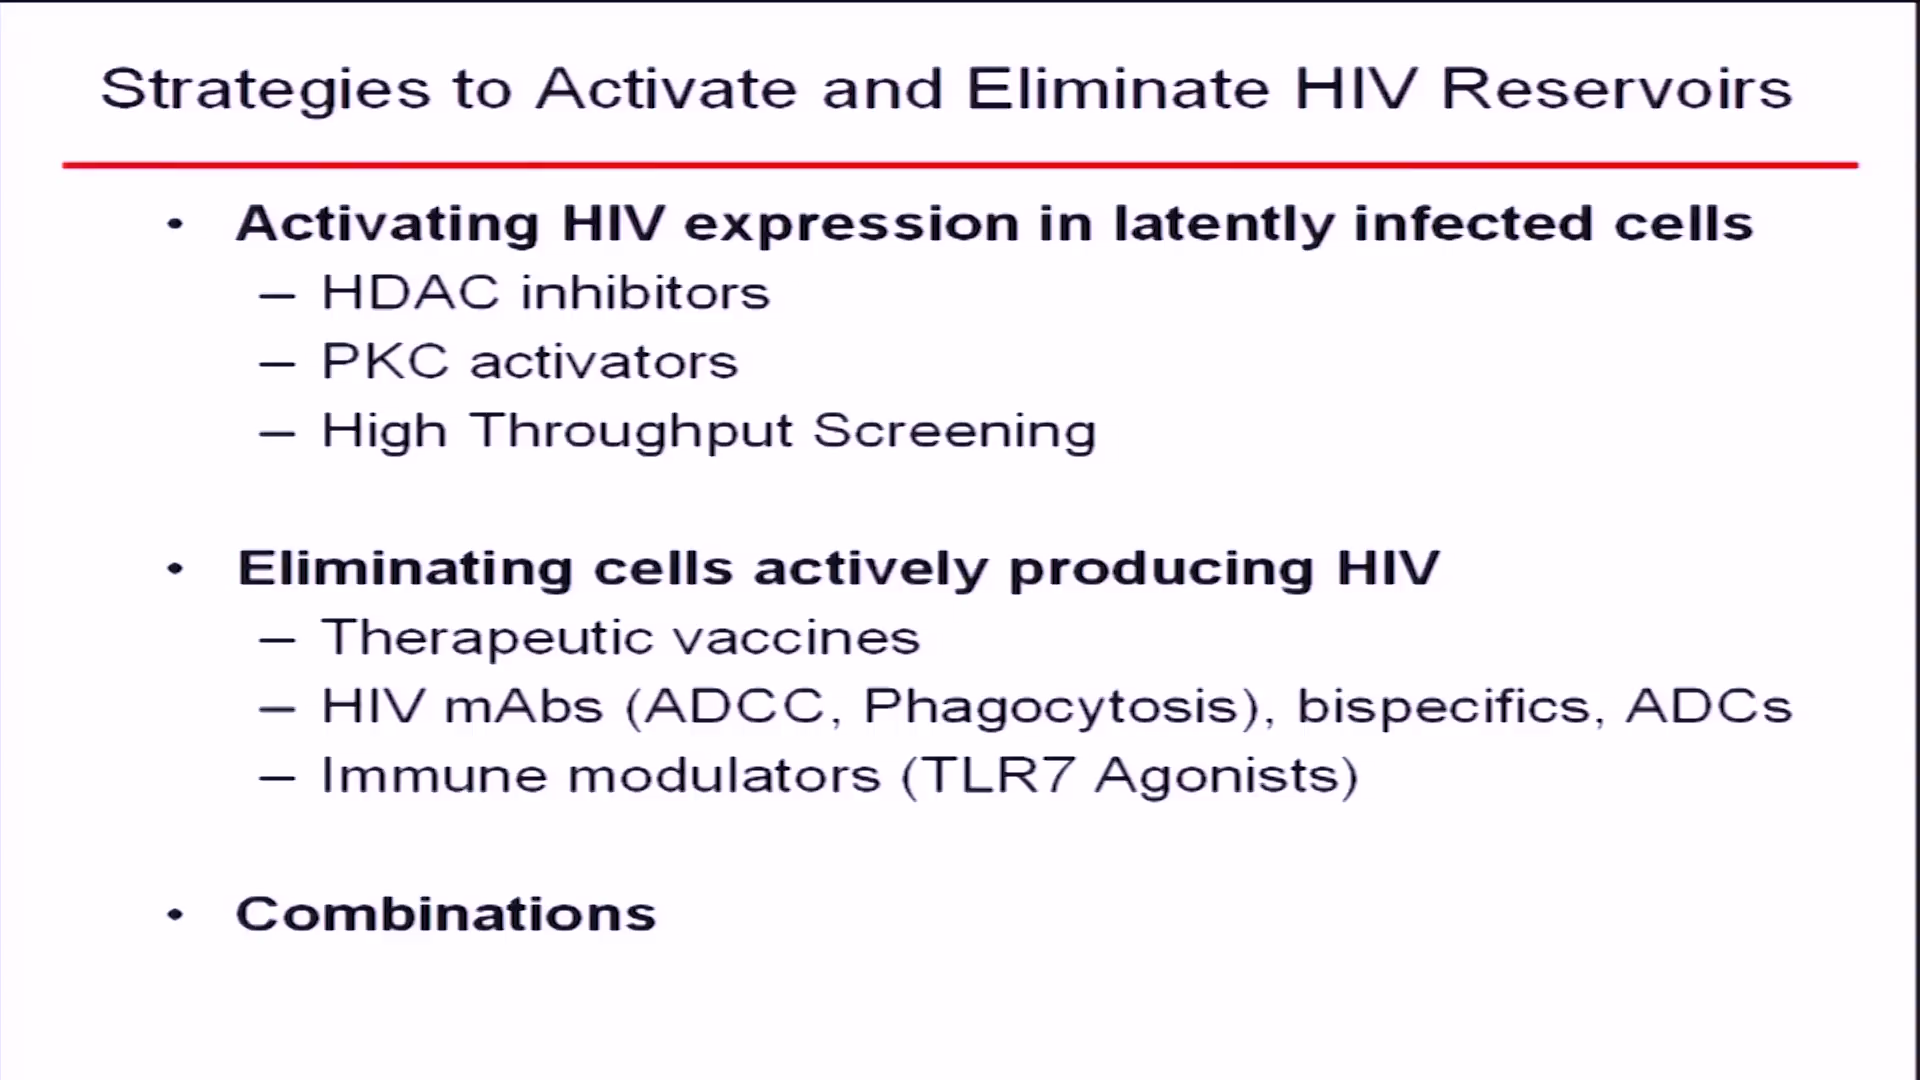 Strategies to Activate and Eliminate HIV Reservoirs
• Activating HIV expression in latently infected cells
– HDAC inhibitors
– PKC activators
– High Throughput Screening
• Eliminating cells actively producing HIV
– Therapeutic vaccines
– HIV mAbs (ADCC, Phagocytosis), bispecifics, ADCs
– Immune modulators (TLR7 Agonists)
• Combinations